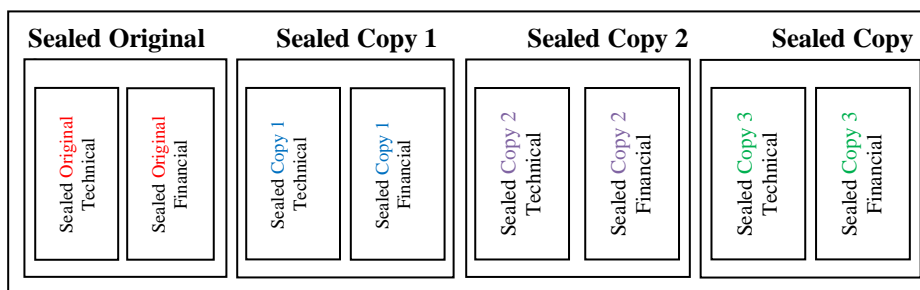 Sealed Original
Sealed Copy 1
Sealed Copy 2
Sealed Copy
Sealed Original
Technical
Sealed Original
Financial
Sealed Copy 1
Technical
Sealed Copy 1
Financial
Sealed Copy 2
Technical
Sealed Copy 2
Financial
Sealed Copy 3
Technical
Sealed Copy 3
Financial